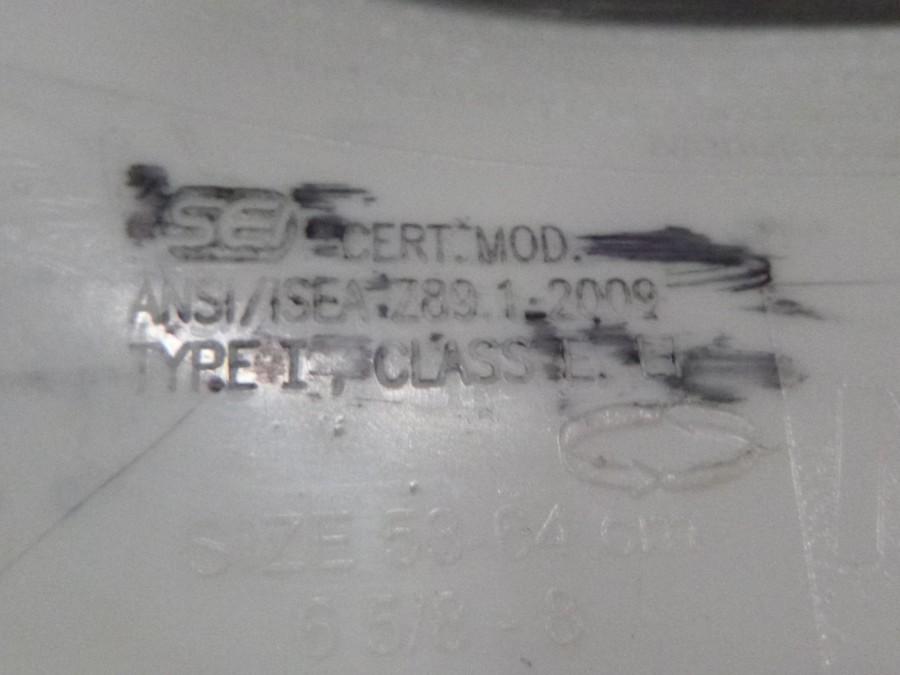 SEI CERT. MOD.
ANSI/ISEA Z89.1-2009
TYPE I, CLASS E.
SIZE 53-64 cm
6 5/8 - 8